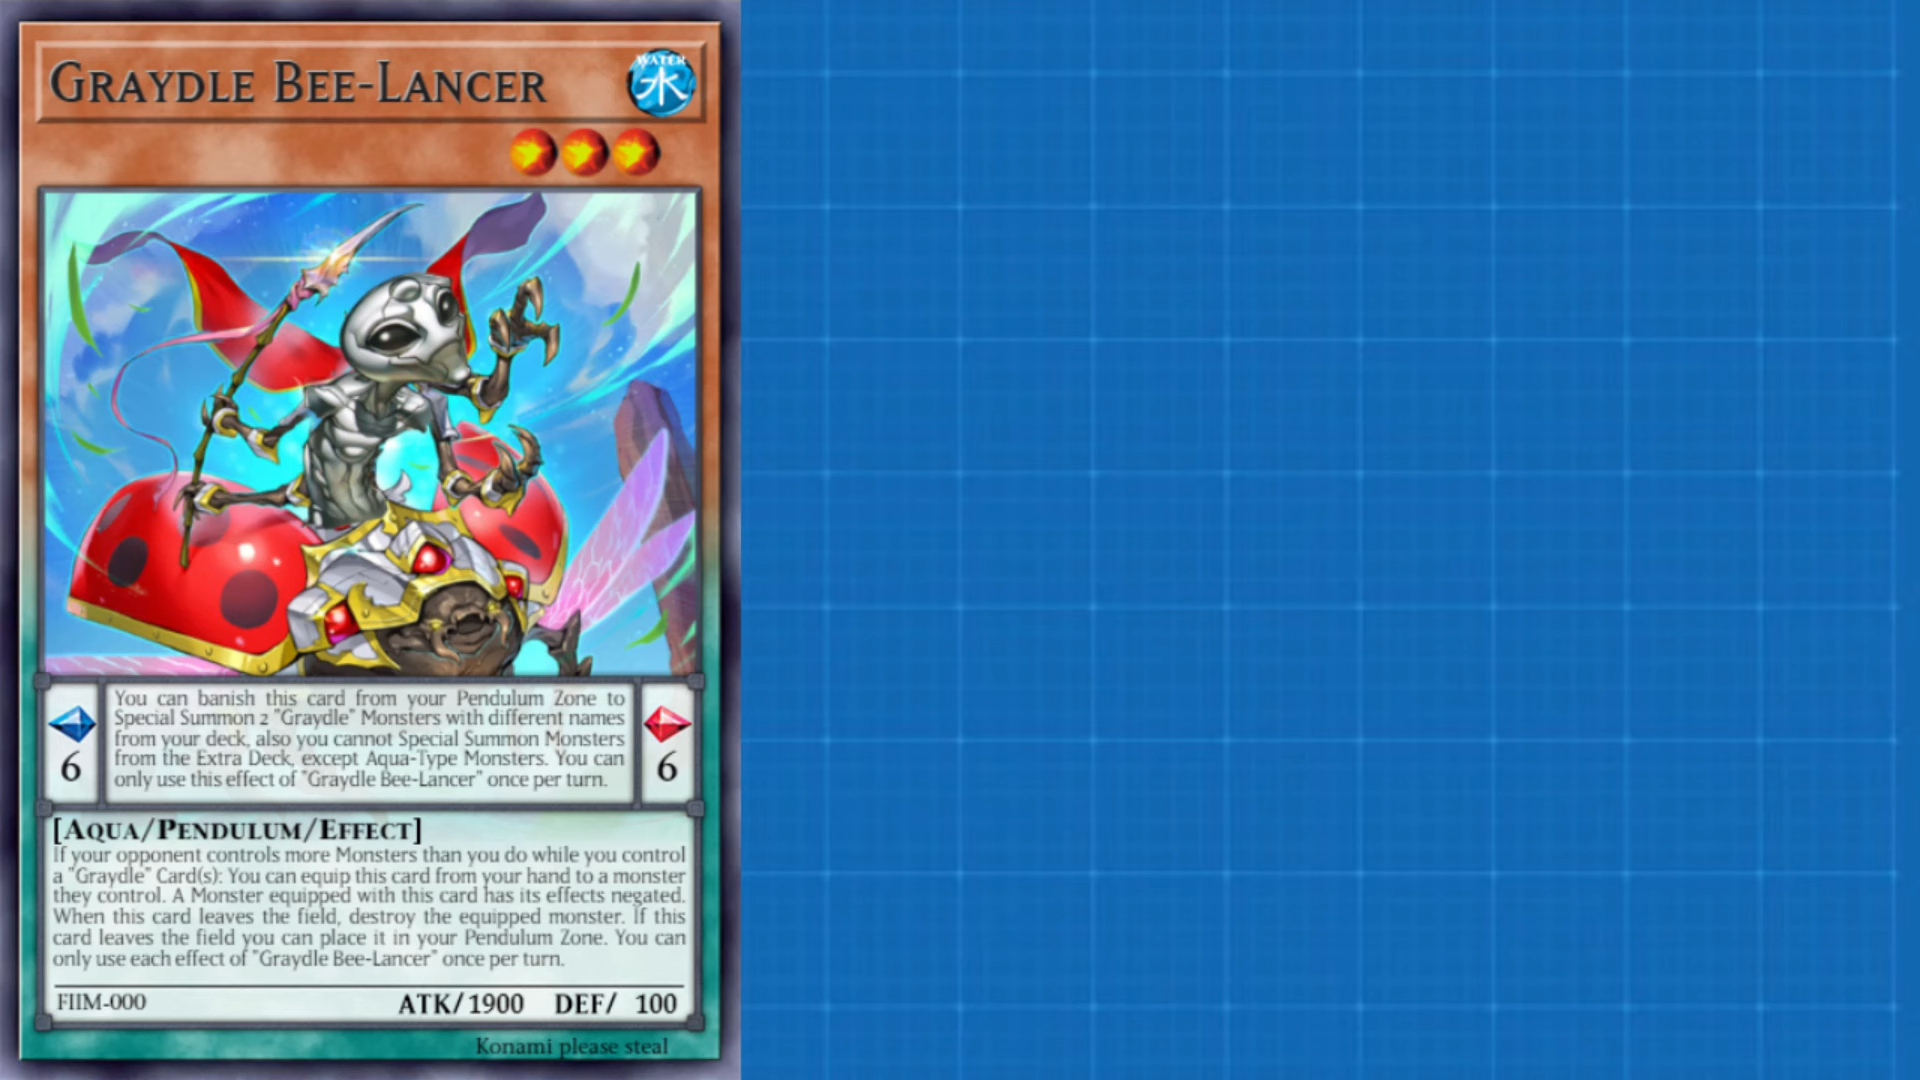 Graydle Bee-Lancer
WATER
水
You can banish this card from your Pendulum Zone to
Special Summon 2 "Graydle" Monsters with different names
from your deck, also you cannot Special Summon Monsters
from the Extra Deck, except Aqua-Type Monsters. You can
only use this effect of "Graydle Bee-Lancer" once per turn.
6
6
[Aqua/Pendulum/Effect]
If your opponent controls more Monsters than you do while you control
a "Graydle" Card(s): You can equip this card from your hand to a monster
they control. A Monster equipped with this card has its effects negated.
When this card leaves the field, destroy the equipped monster. If this
card leaves the field you can place it in your Pendulum Zone. You can
only use each effect of "Graydle Bee-Lancer" once per turn.
FIIM-000 ATK/1900 DEF/ 100
Konami please steal